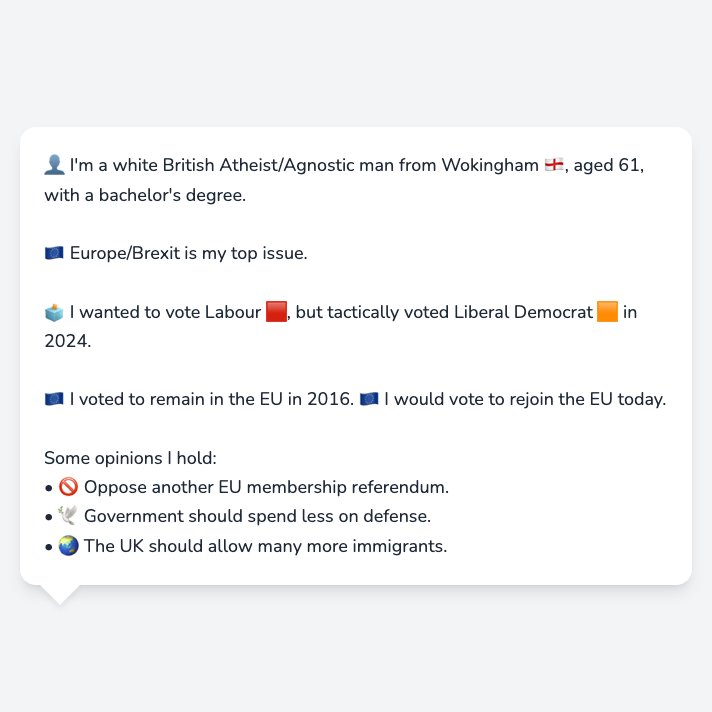 👤 I'm a white British Atheist/Agnostic man from Wokingham 🏴󠁧󠁢󠁥󠁮󠁧󠁿, aged 61,
with a bachelor's degree.
🇪🇺 Europe/Brexit is my top issue.
🗳️ I wanted to vote Labour 🟥, but tactically voted Liberal Democrat 🟧 in
2024.
🇪🇺 I voted to remain in the EU in 2016. 🇪🇺 I would vote to rejoin the EU today.
Some opinions I hold:
• 🚫 Oppose another EU membership referendum.
• 🕊️ Government should spend less on defense.
• 🌏 The UK should allow many more immigrants.